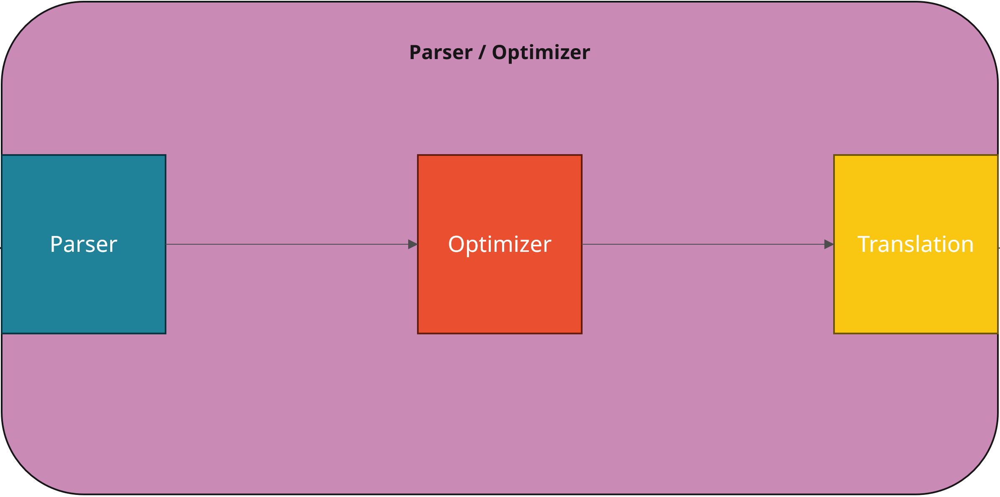 Parser / Optimizer
Parser
Optimizer
Translation